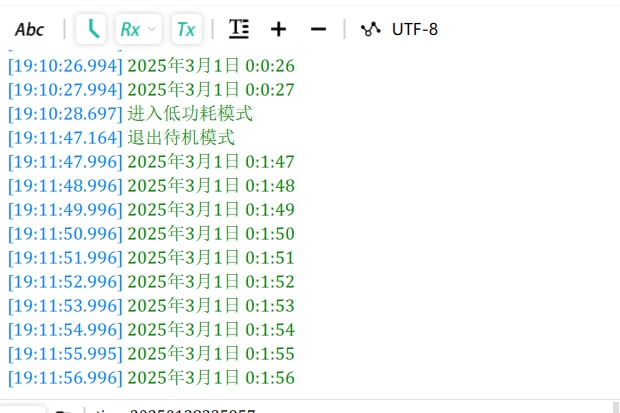 Abc Rx Tx T UTF-8
[19:10:26.994] 2025年3月1日 0:0:26
[19:10:27.994] 2025年3月1日 0:0:27
[19:10:28.697] 进入低功耗模式
[19:11:47.164] 退出待机模式
[19:11:47.996] 2025年3月1日 0:1:47
[19:11:48.996] 2025年3月1日 0:1:48
[19:11:49.996] 2025年3月1日 0:1:49
[19:11:50.996] 2025年3月1日 0:1:50
[19:11:51.996] 2025年3月1日 0:1:51
[19:11:52.996] 2025年3月1日 0:1:52
[19:11:53.996] 2025年3月1日 0:1:53
[19:11:54.996] 2025年3月1日 0:1:54
[19:11:55.995] 2025年3月1日 0:1:55
[19:11:56.996] 2025年3月1日 0:1:56